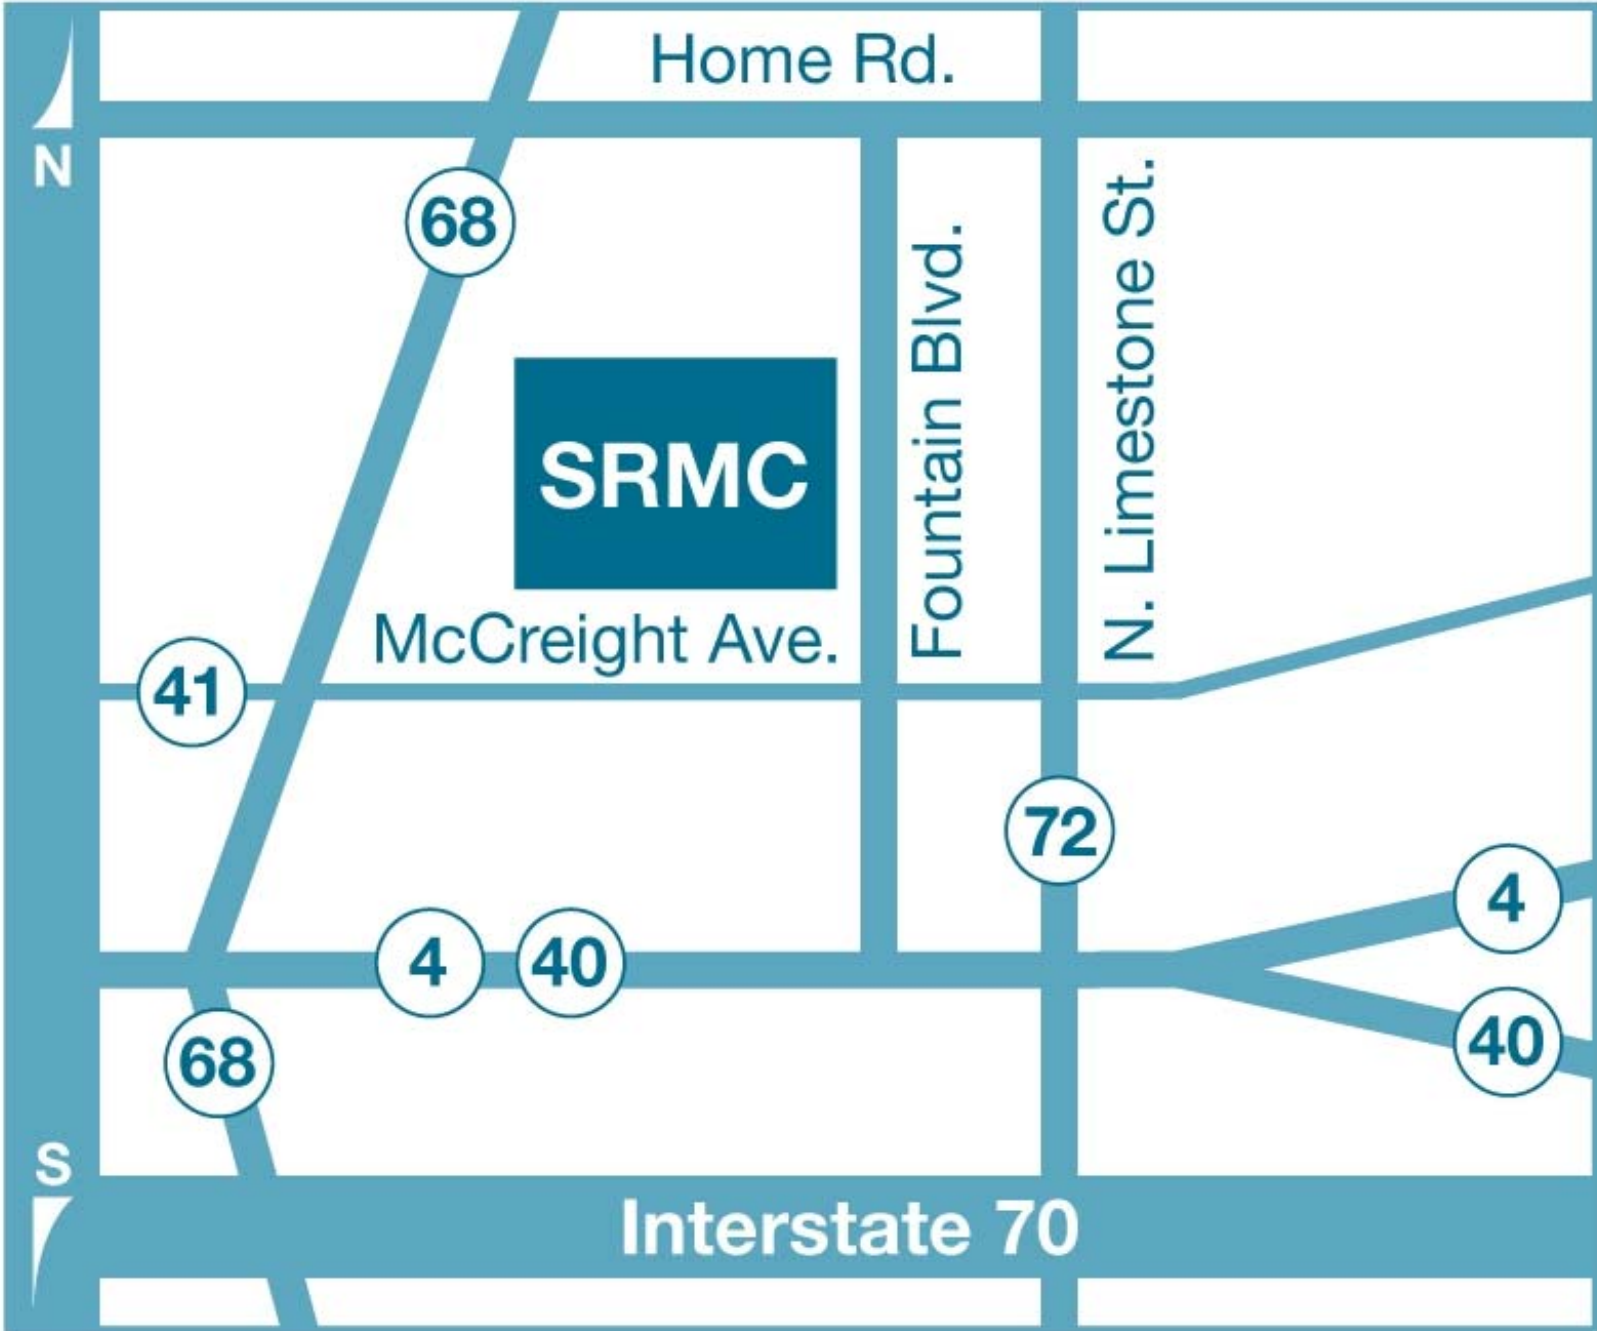 Home Rd.
N
68
Fountain Blvd.
N. Limestone St.
SRMC
McCreight Ave.
41
72
4
4
40
40
68
S
Interstate 70